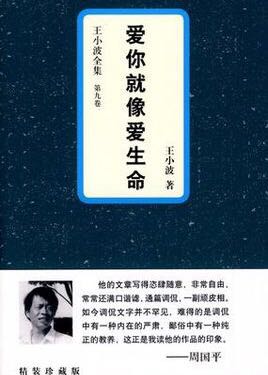 爱你就像爱生命
王小波全集 第九卷
王小波 著
他的文章写得恣肆随意，非常自由，
常常还满口谐谑，通篇调侃，一副顽皮相。
如今调侃文字并不罕见，难得的是调侃
中有一种内在的严肃，鄙俗中有一种纯
正的教养，这正是我读他的作品的印象。
——周国平
精装珍藏版